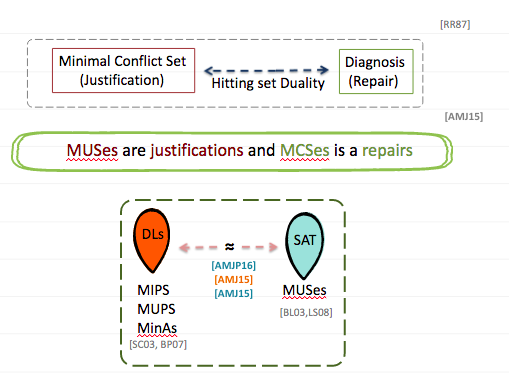 [RR87]
Minimal Conflict Set
(Justification)
Diagnosis
(Repair)
Hitting set Duality
[AMJ15]
MUSes are justifications and MCSes is a repairs
DLs
≈
SAT
[AMJP16]
[AMJ15]
[AMJ15]
MIPS
MUPS
MinAs
[SC03, BP07]
MUSes
[BL03,LS08]